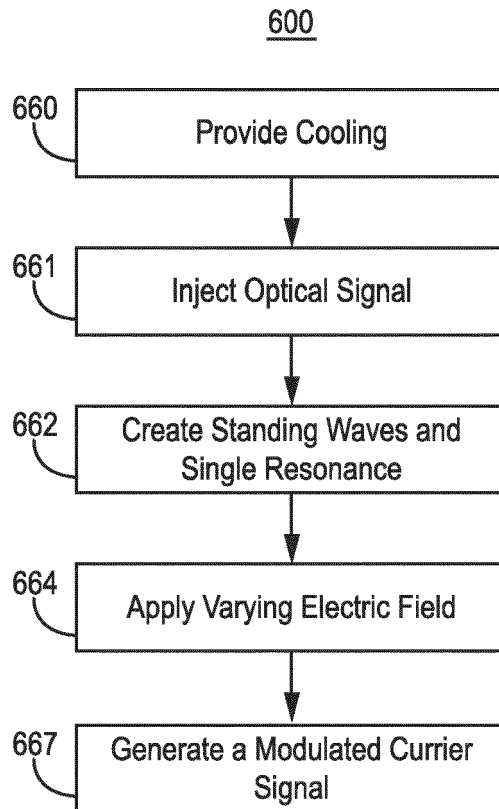 600
660
Provide Cooling
661
Inject Optical Signal
662
Create Standing Waves and
Single Resonance
664
Apply Varying Electric Field
667
Generate a Modulated Currier
Signal